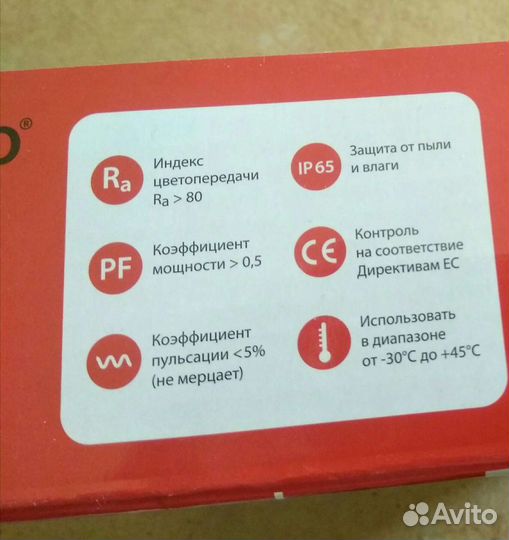 o®
Ra
Индекс
цветопередачи
Ra > 80
PF
Коэффициент
мощности > 0,5
Коэффициент
пульсации <5%
(не мерцает)
IP65
Защита от пыли
и влаги
CE
Контроль
на соответствие
Директивам ЕС
Использовать
в диапазоне
от -30°С до +45°С
Avito